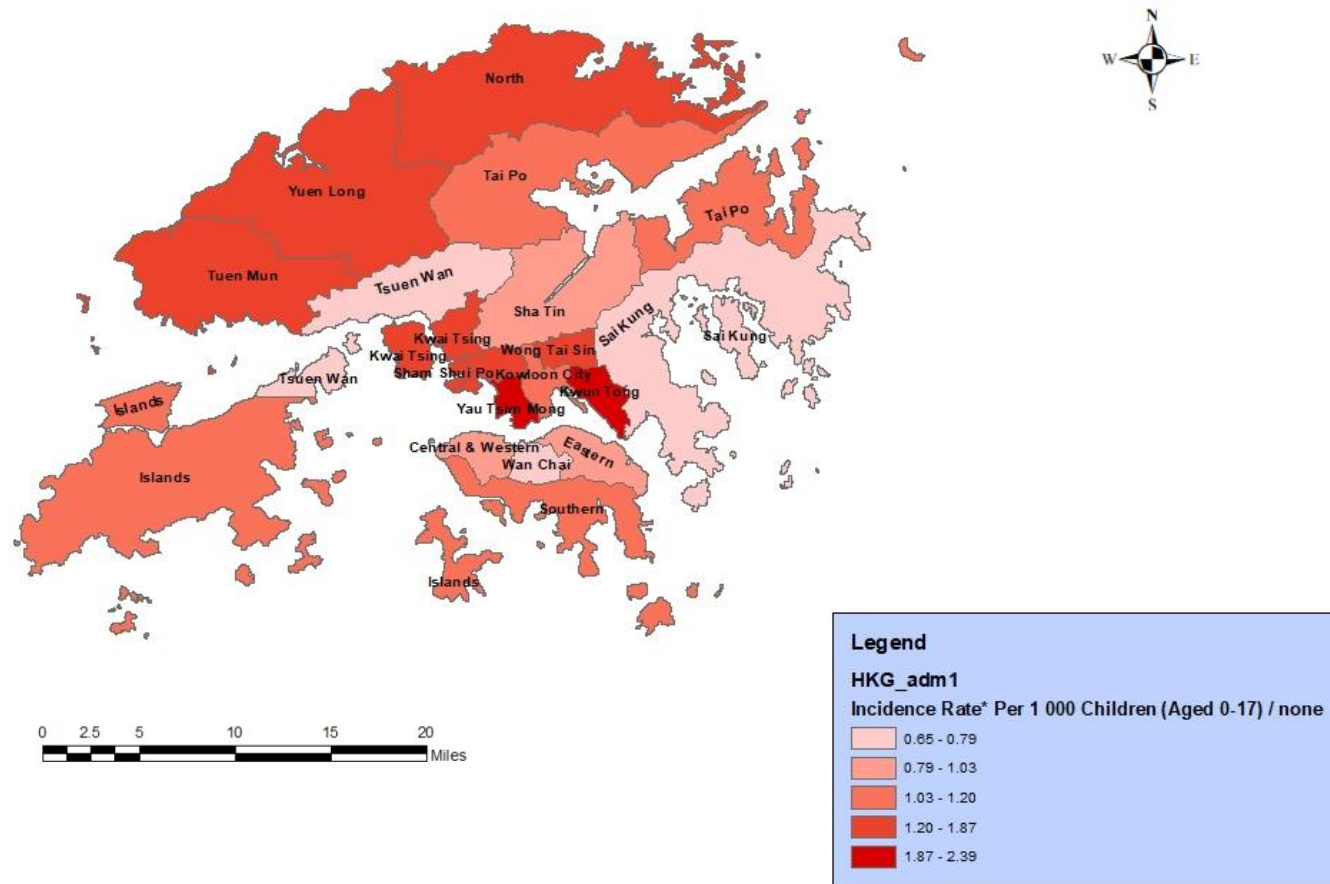 N
W E
S
North
Tai Po
Yuen Long
Tai Po
Tuen Mun
Tsuen Wan
Sha Tin
Sai Kung
Sai Kung
Kwai Tsing
Wong Tai Sin
Kwai Tsing
Sham Shui Po
Kowloon City
Tsuen Wan
Kwun Tong
Islands
Yau Tsim Mong
Central & Western
Eastern
Wan Chai
Islands
Southern
Islands
Legend
HKG_adm1
Incidence Rate* Per 1 000 Children (Aged 0-17) / none
0.65 - 0.79
0.79 - 1.03
1.03 - 1.20
1.20 - 1.87
1.87 - 2.39
0 2.5 5 10 15 20
Miles